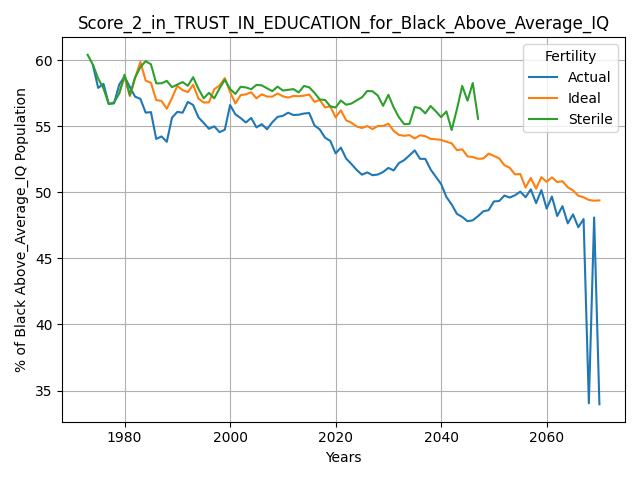 Score_2_in_TRUST_IN_EDUCATION_for_Black_Above_Average_IQ
% of Black Above_Average_IQ Population
60
55
50
45
40
35
Fertility
Actual
Ideal
Sterile
1980
2000
2020
2040
2060
Years